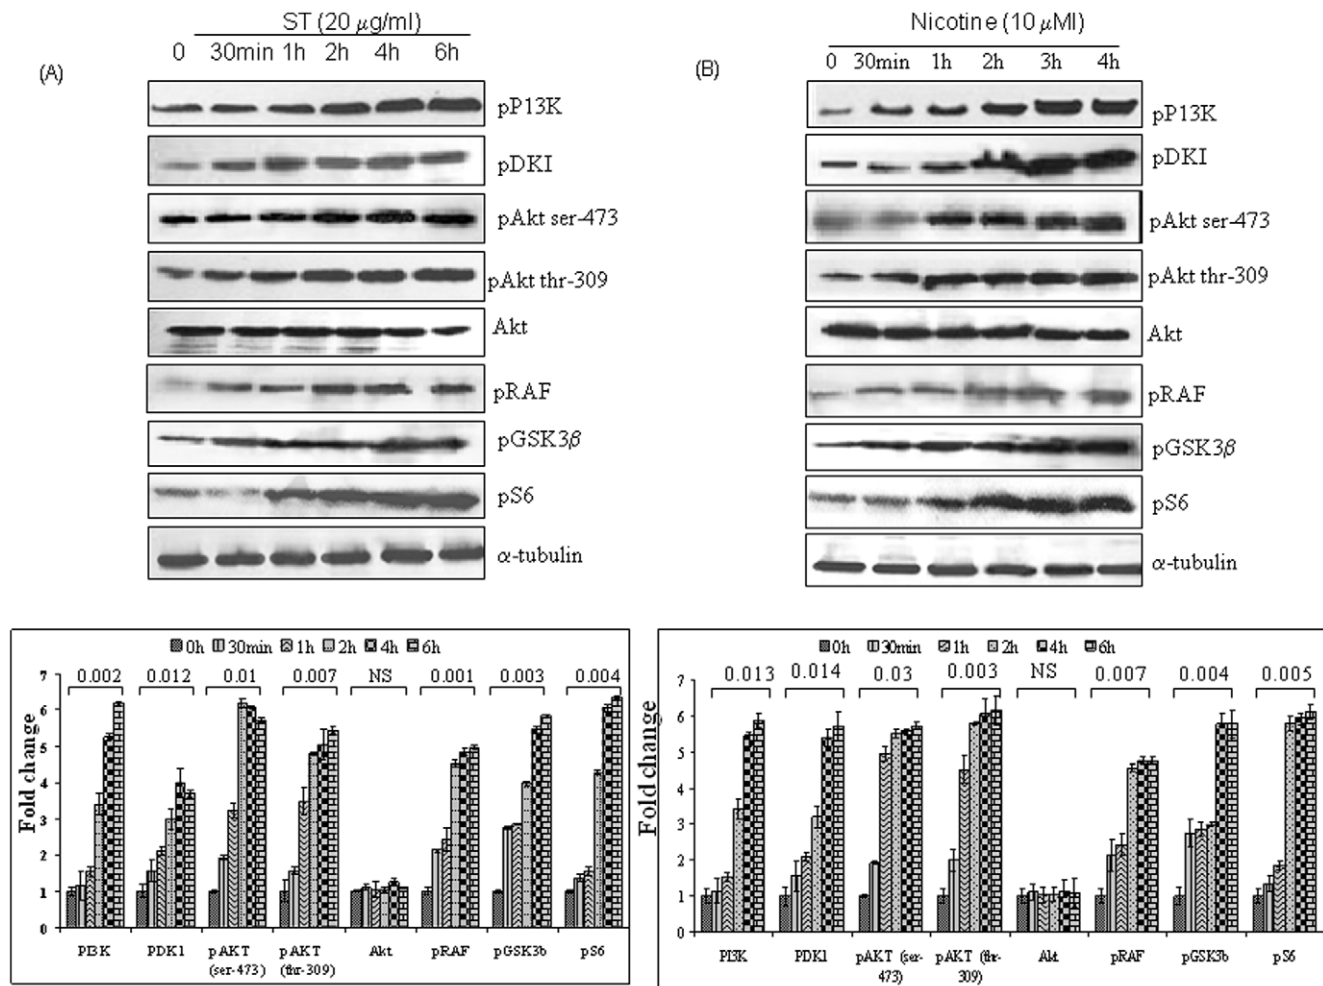 ST (20 µg/ml)
0 30min 1h 2h 4h 6h
(A)
pP13K
pDKI
pAkt ser-473
pAkt thr-309
Akt
pRAF
pGSK3β
pS6
α-tubulin
Nicotine (10 µMl)
0 30min 1h 2h 3h 4h
(B)
pP13K
pDKI
pAkt ser-473
pAkt thr-309
Akt
pRAF
pGSK3β
pS6
α-tubulin
0h 30min 1h 2h 4h 6h
0.002 0.012 0.01 0.007 NS 0.001 0.003 0.004
Fold change
7
6
5
4
3
2
1
0
PI3K PDK1 pAKT (ser-473) pAKT (thr-309) Akt pRAF pGSK3b pS6
0h 30min 1h 2h 4h 6h
0.013 0.014 0.03 0.003 NS 0.007 0.004 0.005
Fold change
7
6
5
4
3
2
1
0
PI3K PDK1 pAKT (ser-473) pAKT (thr-309) Akt pRAF pGSK3b pS6